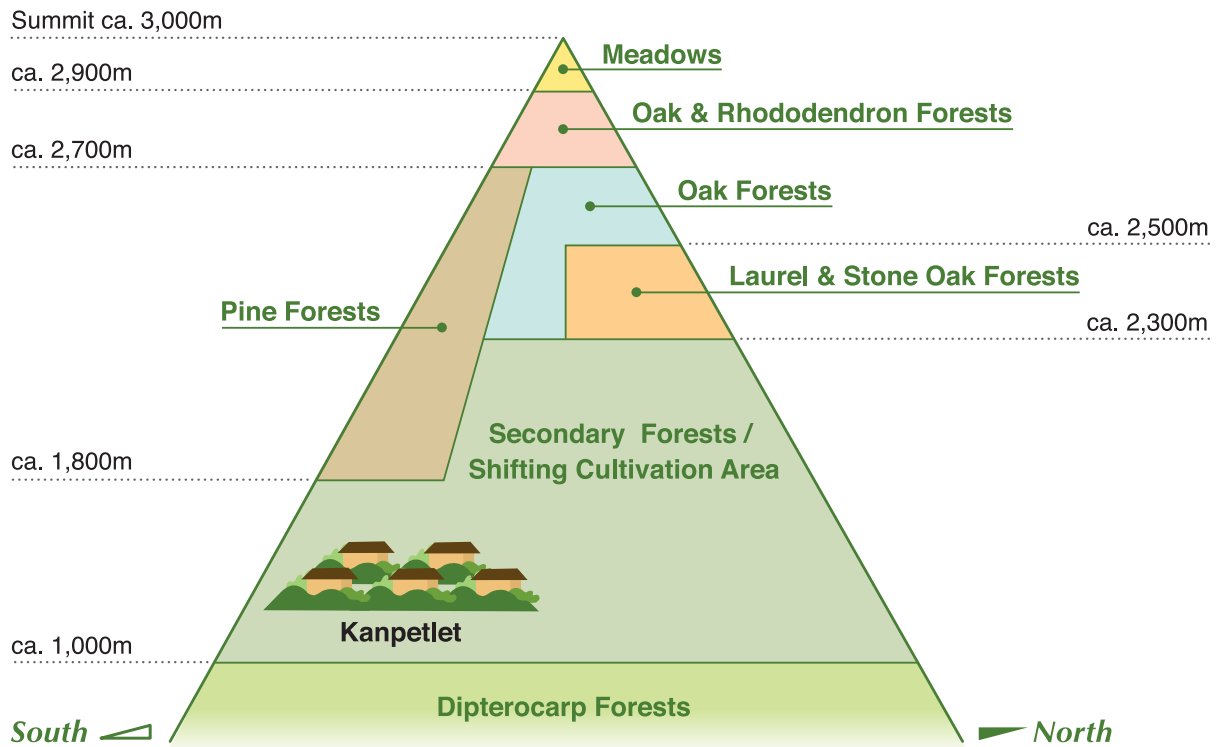 Summit ca. 3,000m
Meadows
ca. 2,900m
Oak & Rhododendron Forests
ca. 2,700m
Oak Forests
ca. 2,500m
Laurel & Stone Oak Forests
Pine Forests
ca. 2,300m
Secondary Forests /
Shifting Cultivation Area
ca. 1,800m
Kanpetlet
ca. 1,000m
Dipterocarp Forests
South
North